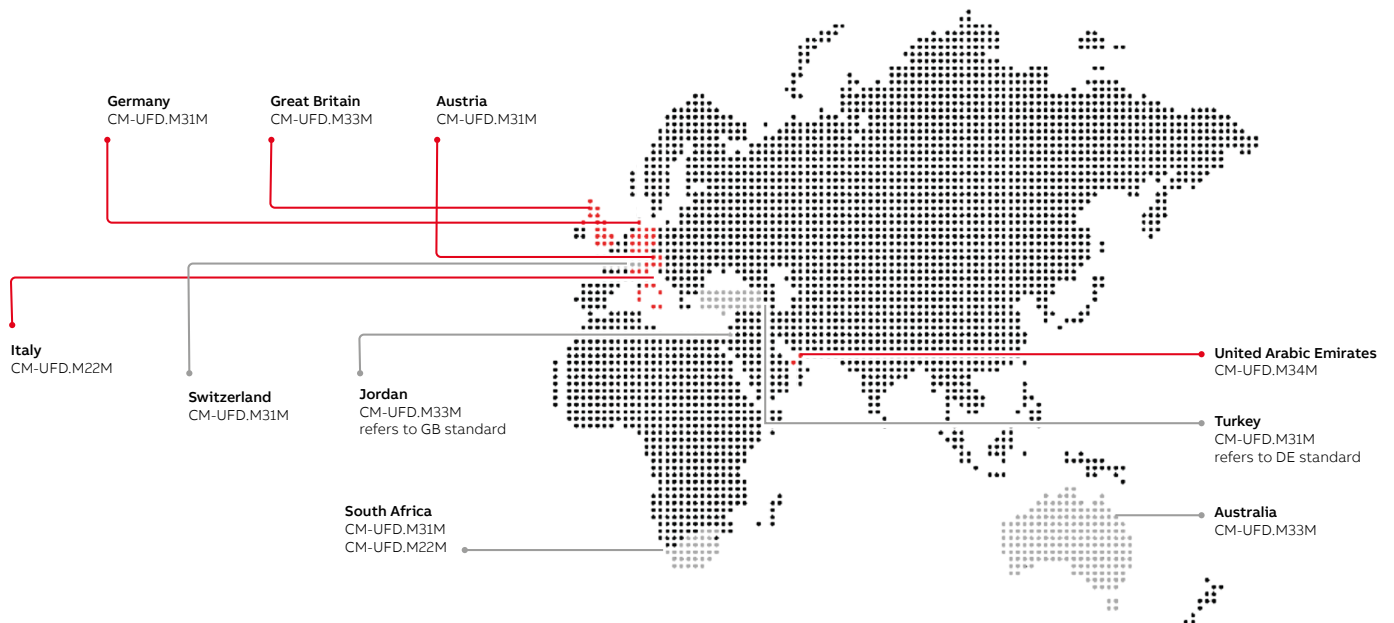 Germany
CM-UFD.M31M
Great Britain
CM-UFD.M33M
Austria
CM-UFD.M31M
Italy
CM-UFD.M22M
Switzerland
CM-UFD.M31M
Jordan
CM-UFD.M33M
refers to GB standard
South Africa
CM-UFD.M31M
CM-UFD.M22M
United Arabic Emirates
CM-UFD.M34M
Turkey
CM-UFD.M31M
refers to DE standard
Australia
CM-UFD.M33M